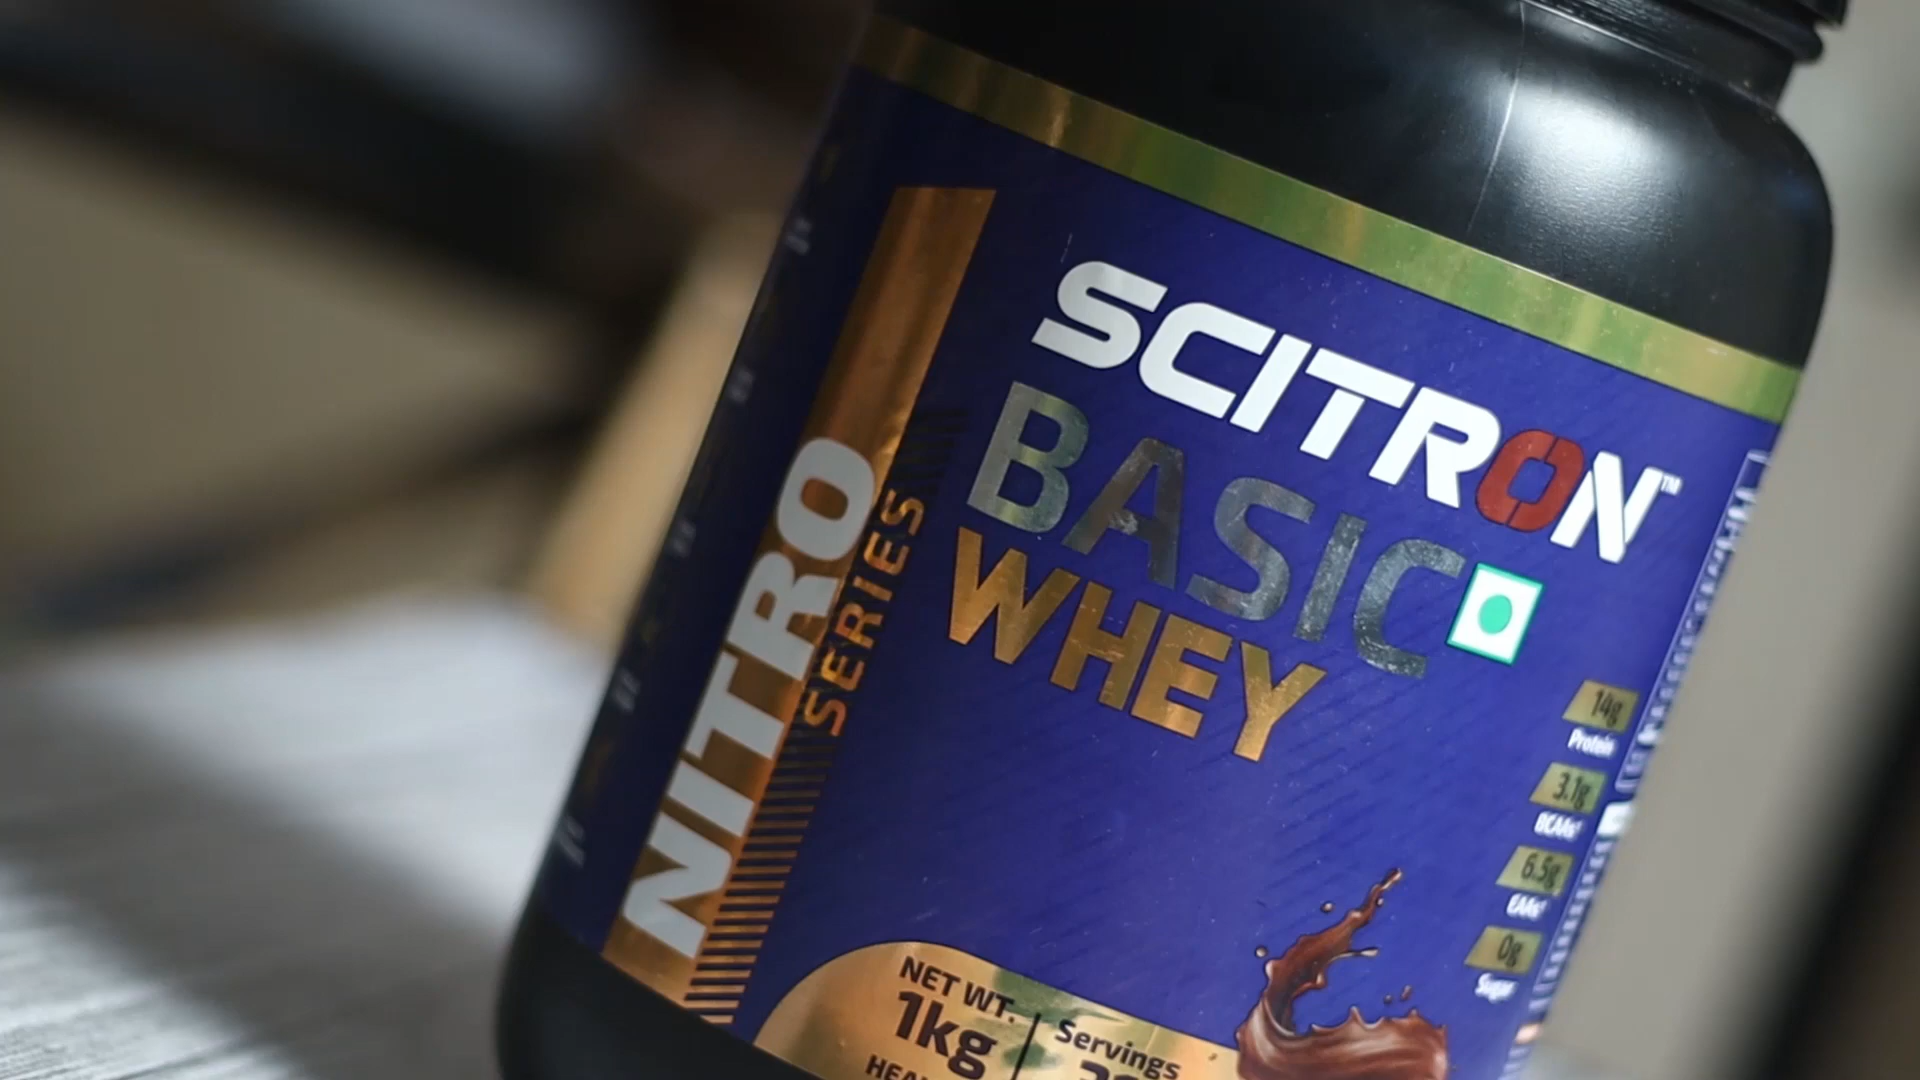 SCITRON™
BASIC
WHEY
NITRO
SERIES
14g
Protein
3.1g
BCAAs
6.5g
EAAs
0g
Sugar
NET WT.
1kg
Servings